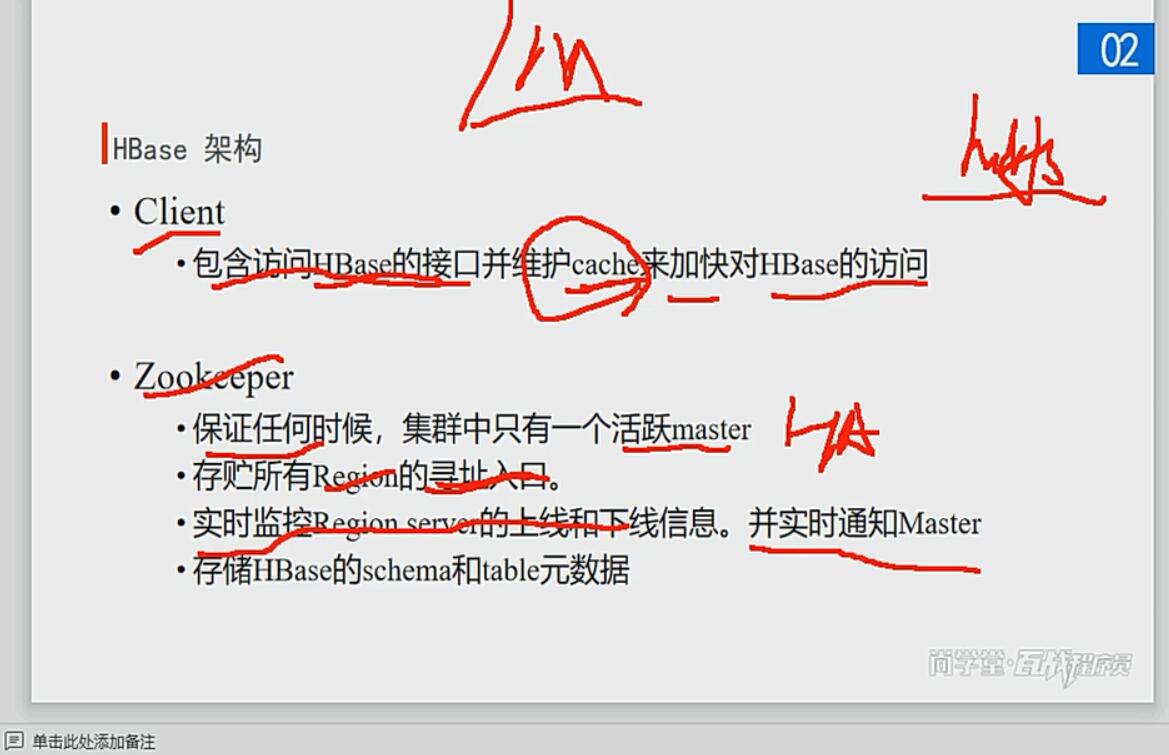 02
HBase 架构
• Client
• 包含访问HBase的接口并维护cache来加快对HBase的访问
• Zookeeper
• 保证任何时候，集群中只有一个活跃master
HA
• 存贮所有Region的寻址入口。
• 实时监控Region server的上线和下线信息。并实时通知Master
• 存储HBase的schema和table元数据
尚学堂·百战程序员
单击此处添加备注